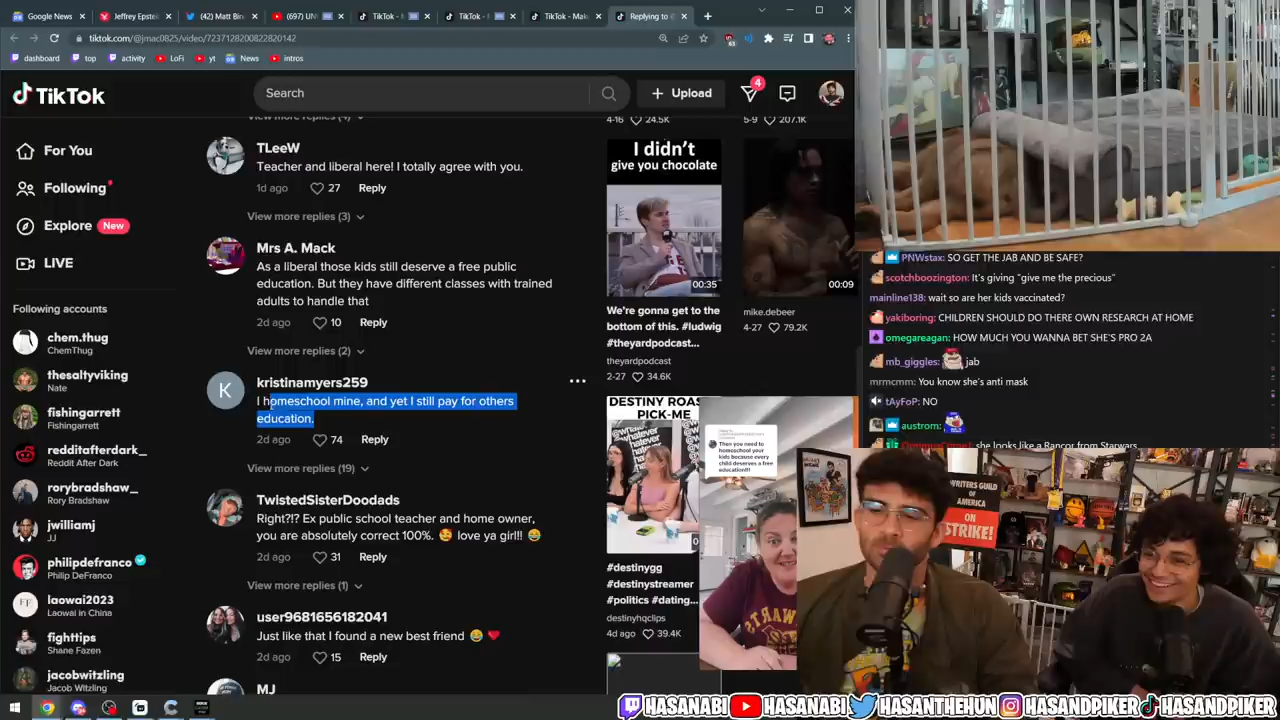 Google News
Jeffrey Epstei
(42) Matt Bin
(697) UN
TikTok -
TikTok -
TikTok - Mak
Replying to
tiktok.com/@jmac0825/video/7237128200822820142
63
dashboard
top
activity
LoFi
yt
News
intros
TikTok
Search
Upload
4
For You
Following
Explore
New
LIVE
Following accounts
chem.thug
ChemThug
thesaltyviking
Nate
fishingarrett
Fishingarrett
redditafterdark_
Reddit After Dark
rorybradshaw_
Rory Bradshaw
jwilliamj
JJ
philipdefranco
Philip DeFranco
laowai2023
Laowai in China
fighttips
Shane Fazen
jacobwitzling
Jacob Witzling
View more replies (4)
TLeeW
Teacher and liberal here! I totally agree with you.
1d ago
27
Reply
View more replies (3)
Mrs A. Mack
As a liberal those kids still deserve a free public
education. But they have different classes with trained
adults to handle that
2d ago
10
Reply
View more replies (2)
K
kristinamyers259
I homeschool mine, and yet I still pay for others
education.
2d ago
74
Reply
View more replies (19)
TwistedSisterDoodads
Right?!? Ex public school teacher and home owner,
you are absolutely correct 100%. 🤩 love ya girl!! 😂
2d ago
31
Reply
View more replies (1)
user9681656182041
Just like that I found a new best friend 😂 ♥
2d ago
15
Reply
MJ
4-16
24.5K
5-9
207.1K
I didn't
give you chocolate
00:35
00:09
We're gonna get to the
bottom of this. #ludwig
#theyardpodcast...
theyardpodcast
2-27
34.6K
mike.debeer
4-27
79.2K
DESTINY ROAS
PICK-ME
#destinygg
#destinystreamer
#politics #dating...
destinyhqclips
4d ago
39.4K
Then you need to
homeschool your
kids because every
child deserves a free
education!!!
PNWstax: SO GET THE JAB AND BE SAFE?
scotchboozington: It's giving "give me the precious"
mainline138: wait so are her kids vaccinated?
yakiboring: CHILDREN SHOULD DO THERE OWN RESEARCH AT HOME
omegareagan: HOW MUCH YOU WANNA BET SHE'S PRO 2A
mb_giggles: jab
mrmcmm: You know she's anti mask
tAyFoP: NO
austrom:
she looks like a Rancor from Starwars
WRITERS GUILD
OF
AMERICA
ON
STRIKE!
HASANABI
HASANABI
HASANTHEHUN
HASANDPIKER
HASANDPIKER